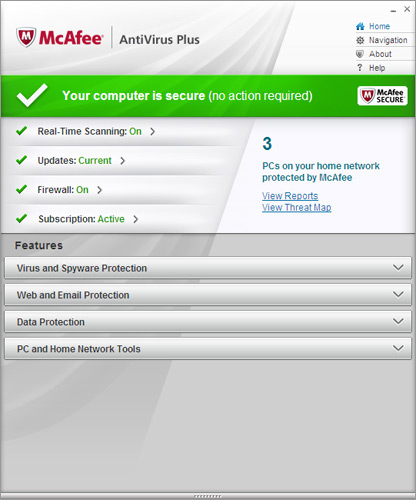 McAfee® | AntiVirus Plus
Home
Navigation
About
? Help
Your computer is secure (no action required)
McAfee
SECURE
Real-Time Scanning: On
Updates: Current
Firewall: On
Subscription: Active
3
PCs on your home network
protected by McAfee
View Reports
View Threat Map
Features
Virus and Spyware Protection
Web and Email Protection
Data Protection
PC and Home Network Tools